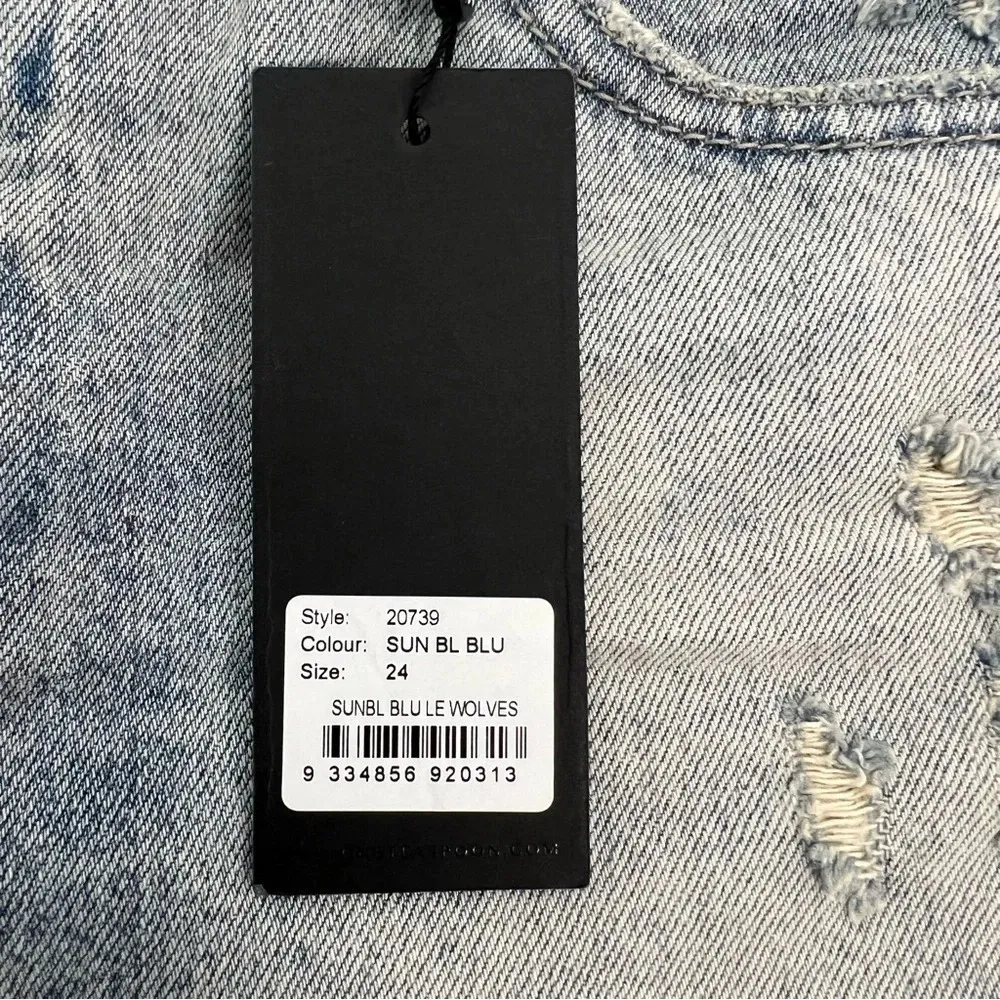 Style: 20739
Colour: SUN BL BLU
Size: 24
SUNBL BLU LE WOLVES
9 334856 920313